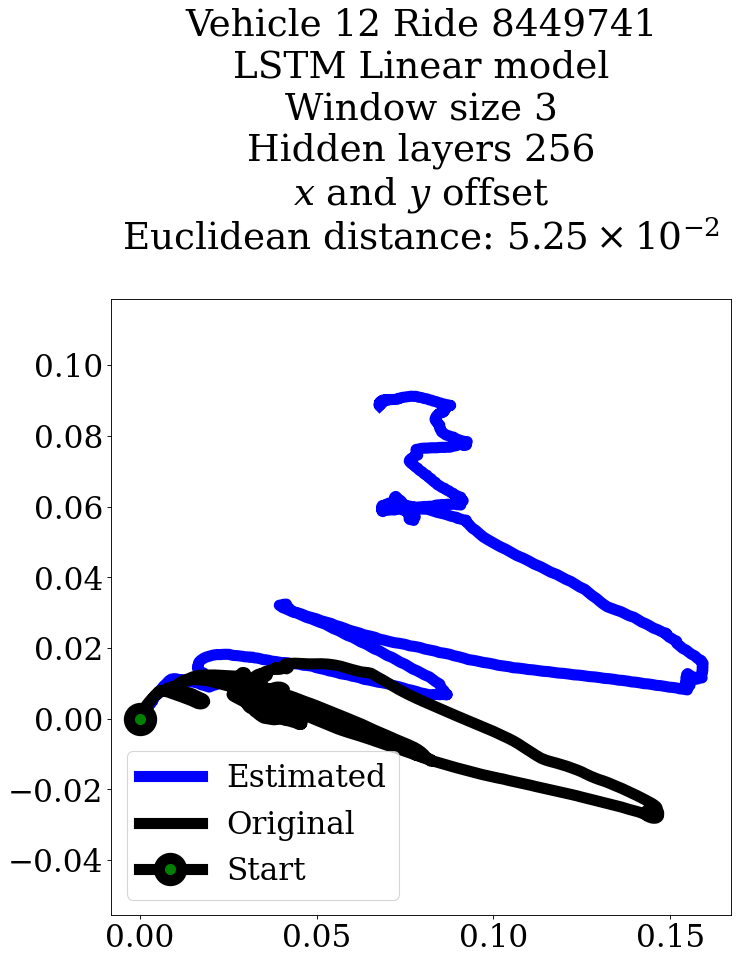 Vehicle 12 Ride 8449741
LSTM Linear model
Window size 3
Hidden layers 256
x and y offset
Euclidean distance: 5.25 × 10⁻²
0.10
0.08
0.06
0.04
0.02
0.00
−0.02
−0.04
Estimated
Original
Start
0.00 0.05 0.10 0.15